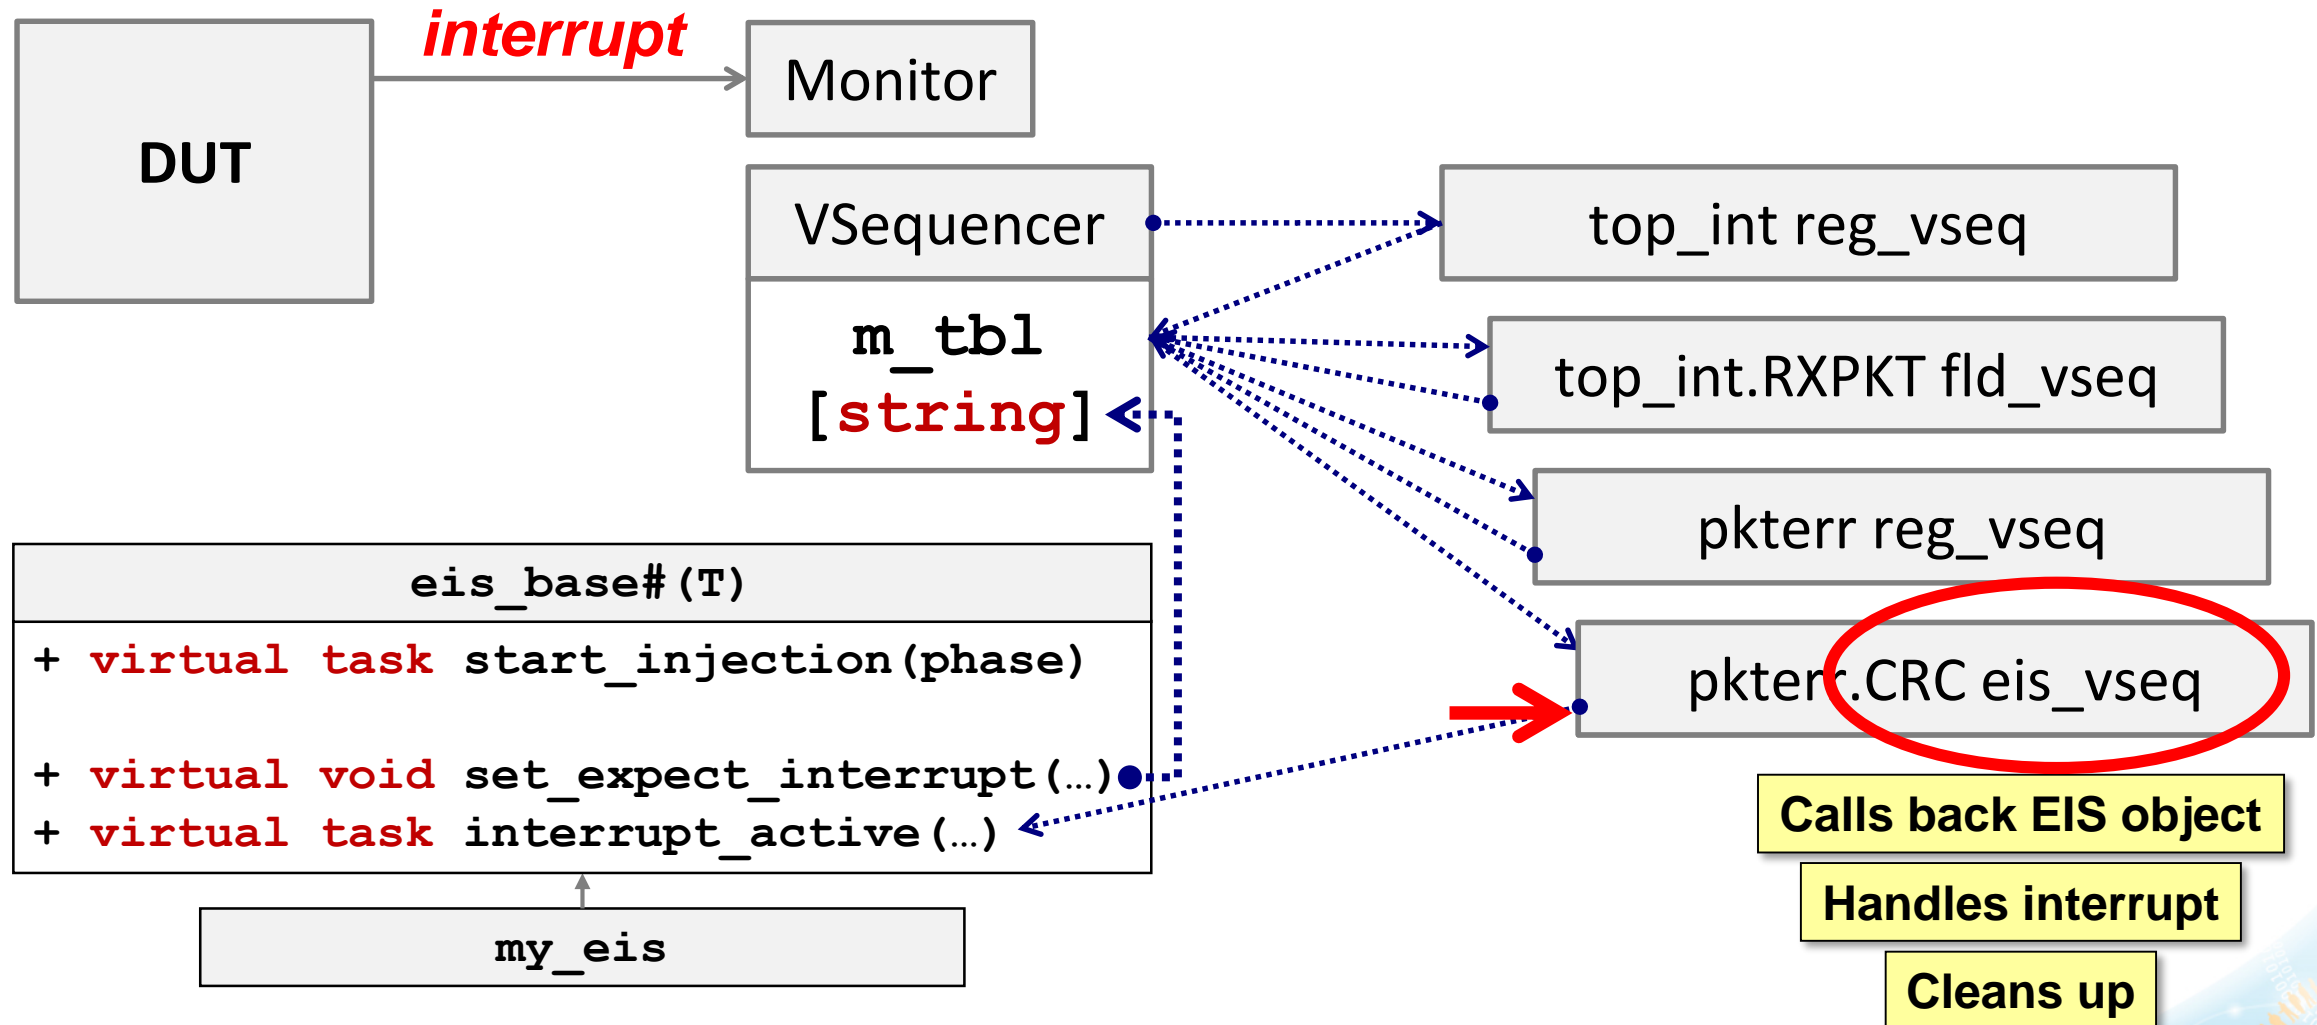 interrupt
DUT
Monitor
VSequencer
m_tbl
[string]
top_int reg_vseq
top_int.RXPKT fld_vseq
pkterr reg_vseq
pkterr.CRC eis_vseq
eis_base#(T)
+ virtual task start_injection(phase)
+ virtual void set_expect_interrupt(…)
+ virtual task interrupt_active(…)
my_eis
Calls back EIS object
Handles interrupt
Cleans up